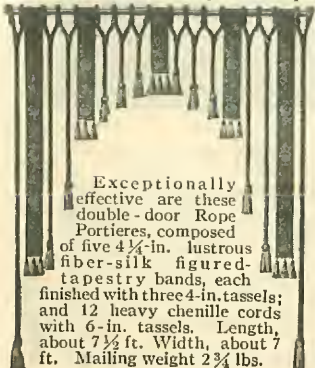 Exceptionally
effective are these
double-door Rope
Portieres, composed
of five 4¼-in. lustrous
fiber-silk figured-
tapestry bands, each
finished with three 4-in. tassels;
and 12 heavy chenille cords
with 6-in. tassels. Length,
about 7½ ft. Width, about 7
ft. Mailing weight 2¾ lbs.